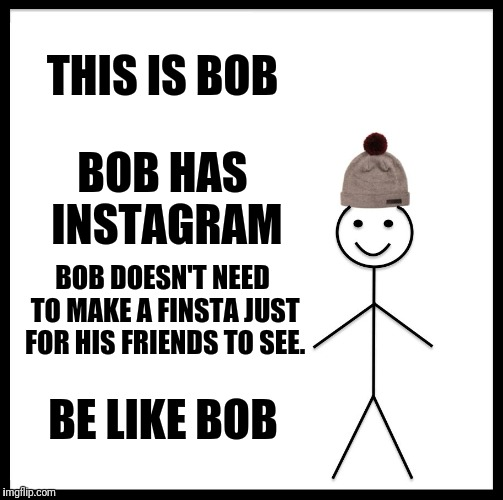 THIS IS BOB
BOB HAS
INSTAGRAM
BOB DOESN'T NEED
TO MAKE A FINSTA JUST
FOR HIS FRIENDS TO SEE.
BE LIKE BOB
imgflip.com